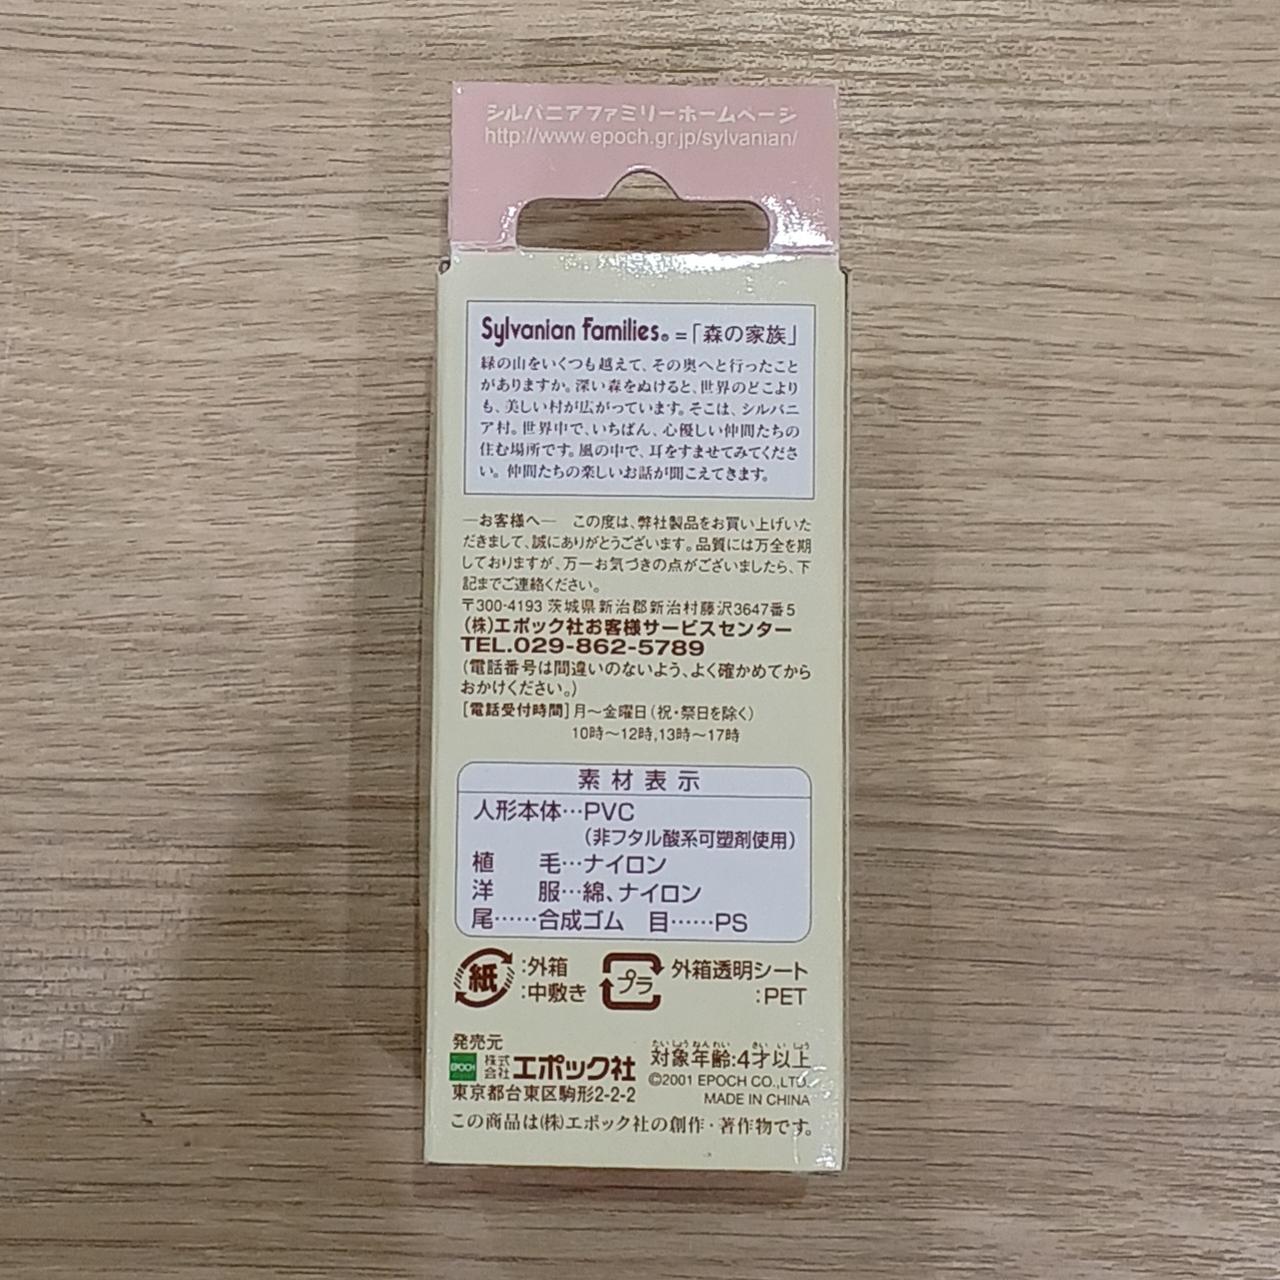 シルバニアファミリーホームページ
http://www.epoch.gr.jp/sylvanian/
Sylvanian Families® =「森の家族」
緑の山をいくつも越えて、その奥へと行ったこと
がありますか。深い森をぬけると、世界のどこより
も、美しい村が広がっています。そこは、シルバニ
ア村。世界中で、いちばん、心優しい仲間たちの
住む場所です。風の中で、耳をすませてみてくださ
い。仲間たちの楽しいお話が聞こえてきます。
―お客様へ― この度は、弊社製品をお買い上げいた
だきまして、誠にありがとうございます。品質には万全を期
しておりますが、万一お気づきの点がございましたら、下
記までご連絡ください。
〒300-4193 茨城県新治郡新治村藤沢3647番5
(株)エポック社お客様サービスセンター
TEL.029-862-5789
(電話番号は間違いのないよう、よく確かめてから
おかけください。)
[電話受付時間]月～金曜日(祝・祭日を除く)
10時～12時,13時～17時
素材表示
人形本体…PVC
(非フタル酸系可塑剤使用)
植 毛…ナイロン
洋 服…綿、ナイロン
尾……合成ゴム 目……PS
紙 :外箱 プラ 外箱透明シート
:中敷き :PET
発売元
EPOCH 株式会社 エポック社
東京都台東区駒形2-2-2
たいしょうねんれい さい いじょう
対象年齢:4才以上
©2001 EPOCH CO.,LTD.
MADE IN CHINA
この商品は(株)エポック社の創作・著作物です。